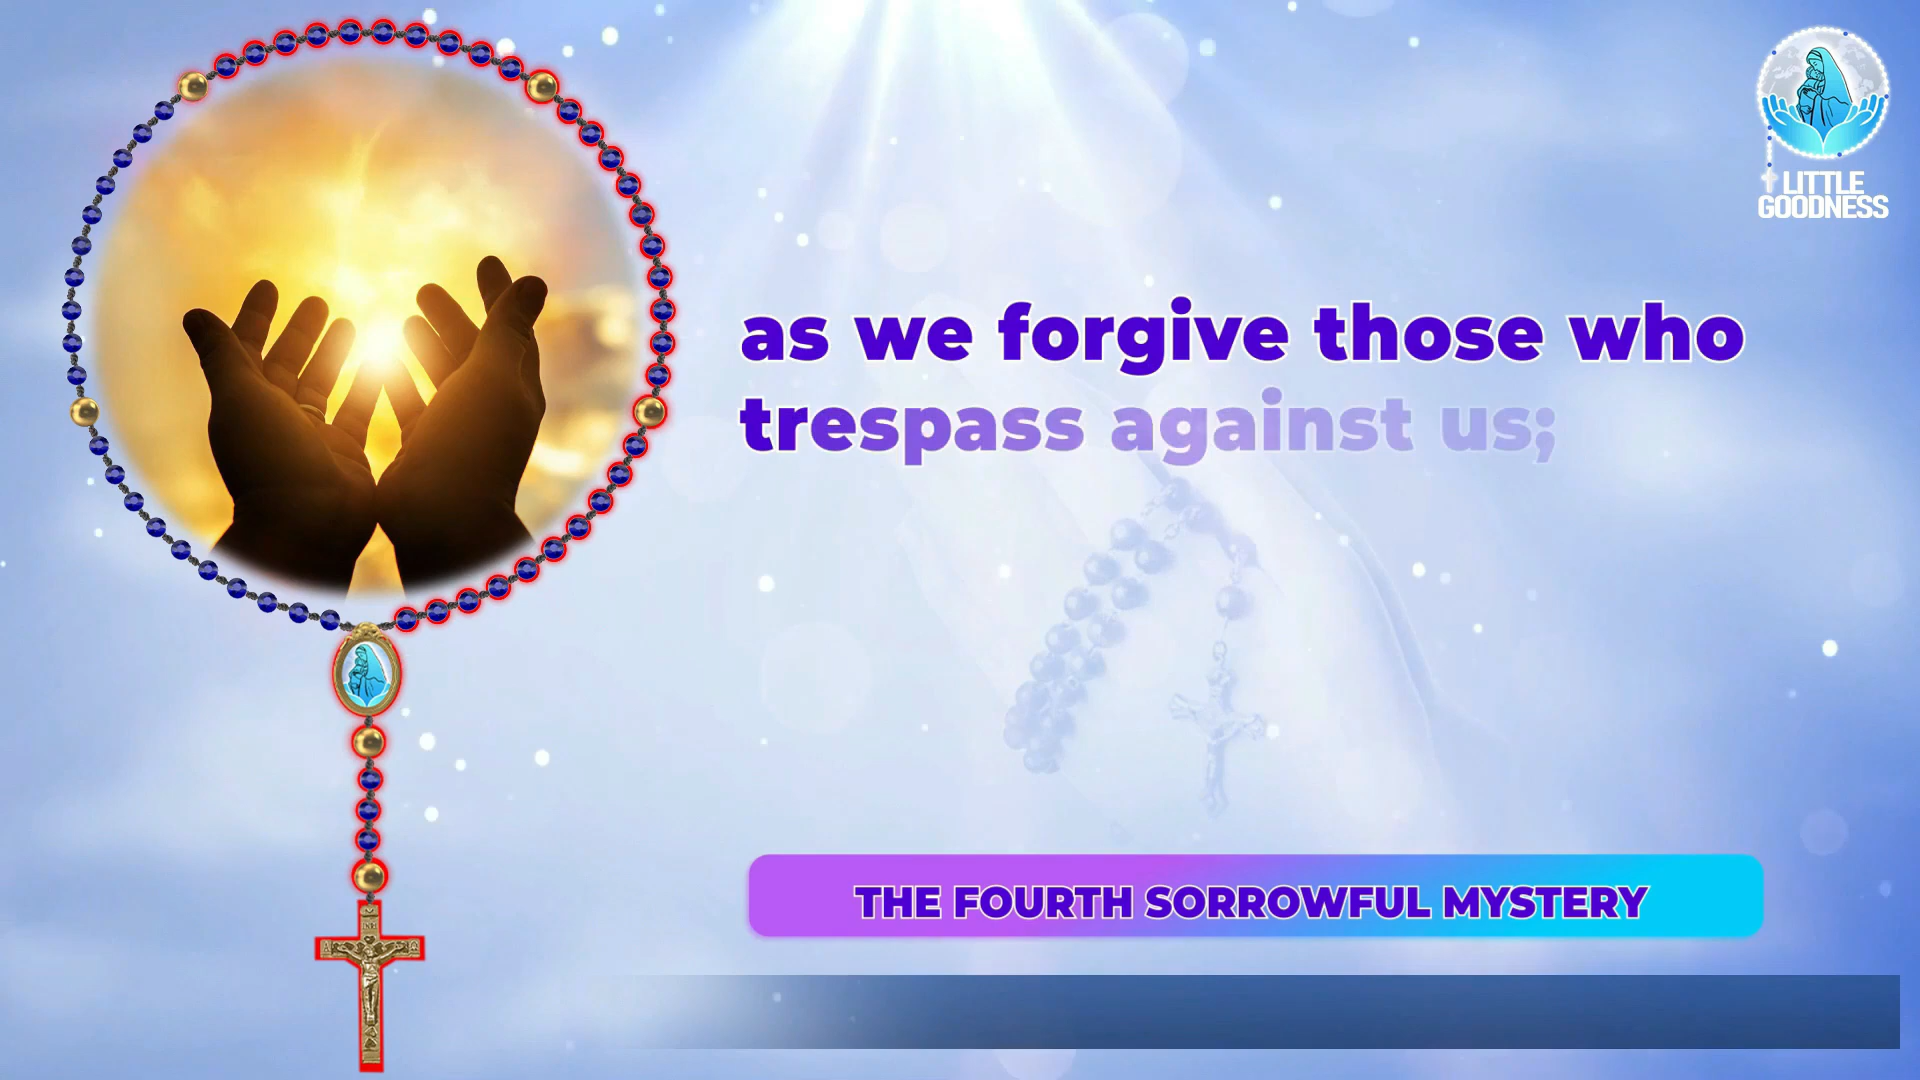 LITTLE
GOODNESS
as we forgive those who
trespass against us;
THE FOURTH SORROWFUL MYSTERY